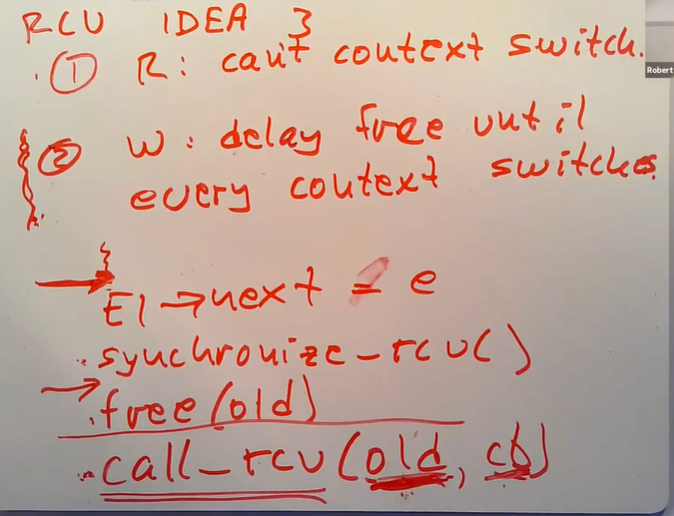 RCU IDEA 3
① R: can't context switch.
② W: delay free until
every context switches.
E1→next = e
synchronize_rcu()
free(old)
call_rcu(old, cb)
Robert